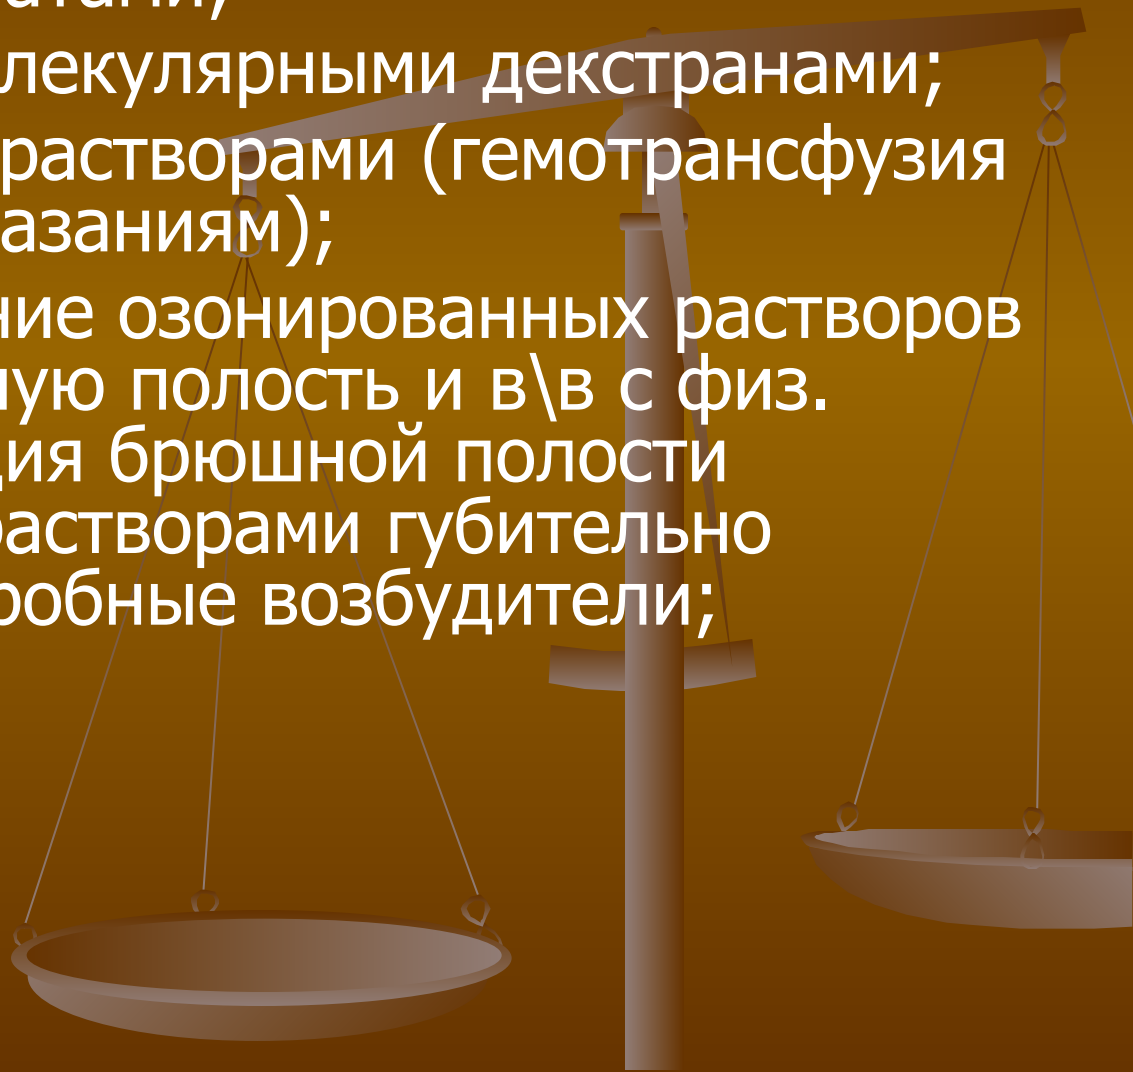 лекулярными декстранами;
растворами (гемотрансфузия
азаниям);
ние озонированных растворов
ную полость и в\в с физ.
ция брюшной полости
растворами губительно
робные возбудители;